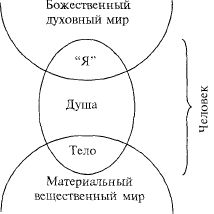 Божественный
духовный мир
“Я”
Душа
Тело
Материальный
вещественный мир
Человек